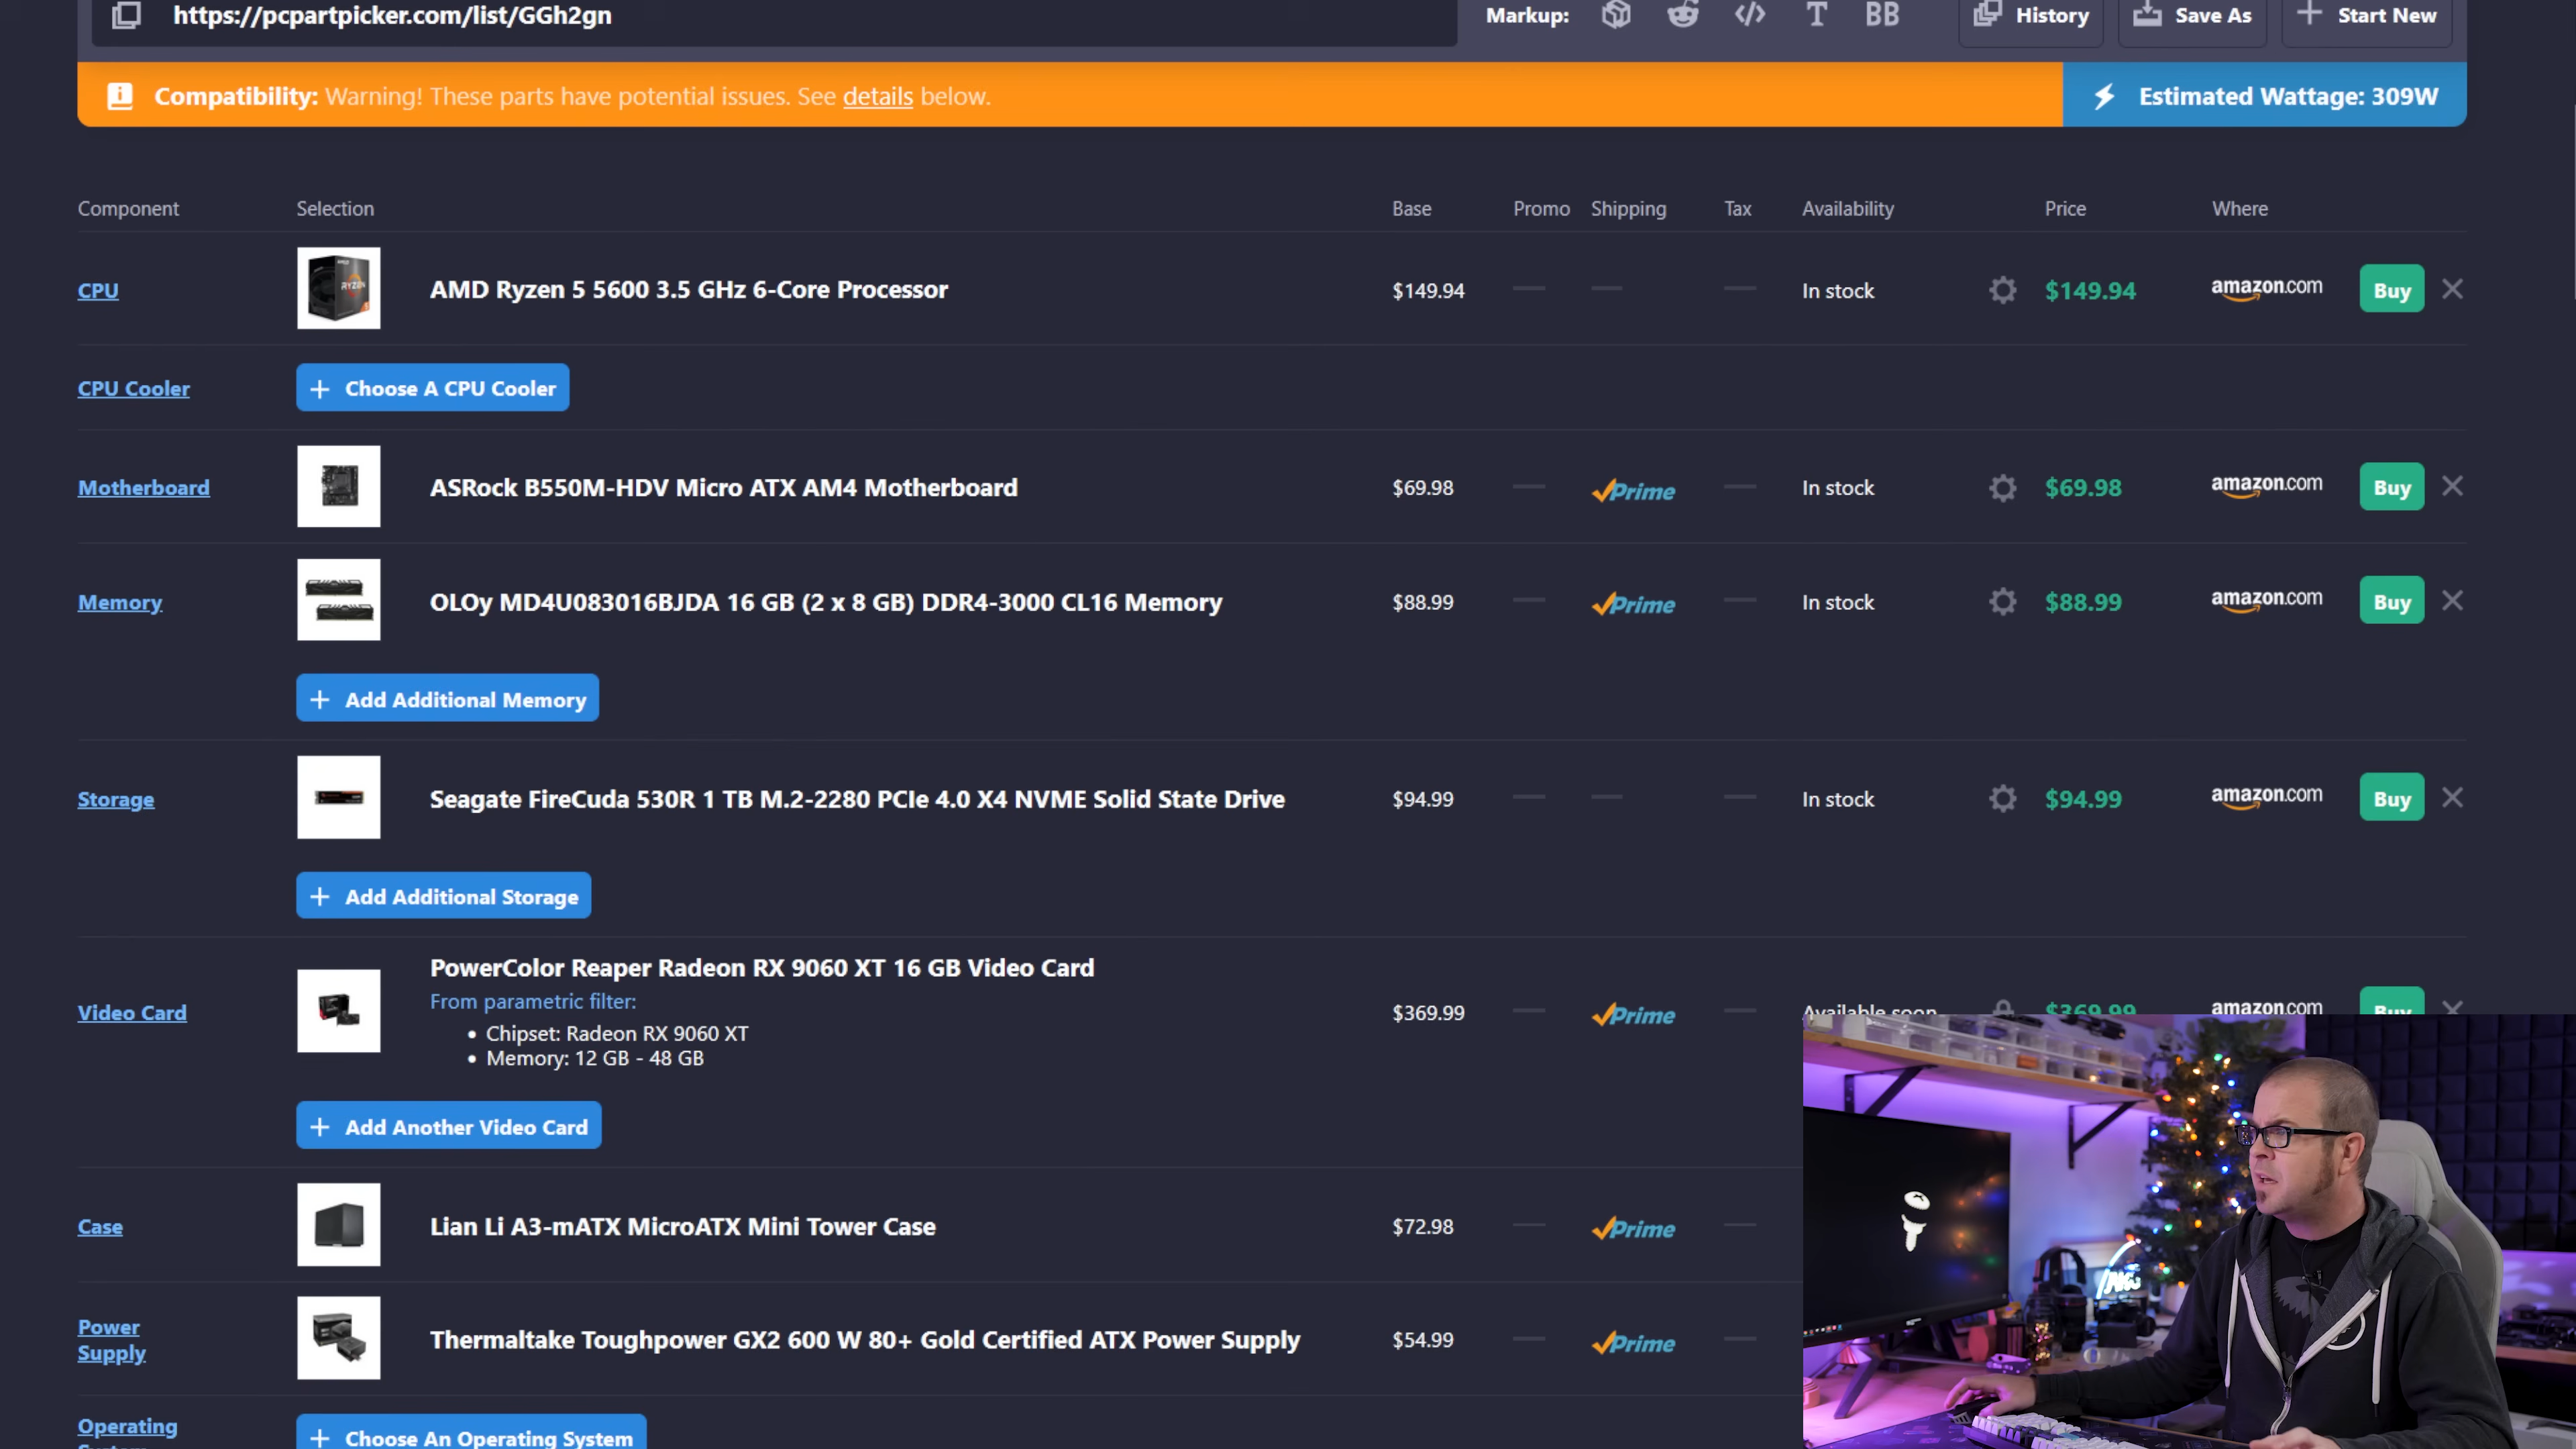 https://pcpartpicker.com/list/GGh2gn
Markup: T BB History Save As Start New
Compatibility: Warning! These parts have potential issues. See details below.
Estimated Wattage: 309W
Component Selection Base Promo Shipping Tax Availability Price Where
CPU AMD Ryzen 5 5600 3.5 GHz 6-Core Processor $149.94 — — — In stock $149.94 amazon.com Buy
CPU Cooler + Choose A CPU Cooler
Motherboard ASRock B550M-HDV Micro ATX AM4 Motherboard $69.98 — Prime — In stock $69.98 amazon.com Buy
Memory OLOy MD4U083016BJDA 16 GB (2 x 8 GB) DDR4-3000 CL16 Memory $88.99 — Prime — In stock $88.99 amazon.com Buy
+ Add Additional Memory
Storage Seagate FireCuda 530R 1 TB M.2-2280 PCIe 4.0 X4 NVME Solid State Drive $94.99 — — — In stock $94.99 amazon.com Buy
+ Add Additional Storage
PowerColor Reaper Radeon RX 9060 XT 16 GB Video Card
From parametric filter:
Video Card $369.99 — Prime — Available soon $369.99 amazon.com Buy
• Chipset: Radeon RX 9060 XT
• Memory: 12 GB - 48 GB
+ Add Another Video Card
Case Lian Li A3-mATX MicroATX Mini Tower Case $72.98 — Prime —
Power
Supply
Thermaltake Toughpower GX2 600 W 80+ Gold Certified ATX Power Supply $54.99 — Prime —
Operating
+ Choose An Operating System